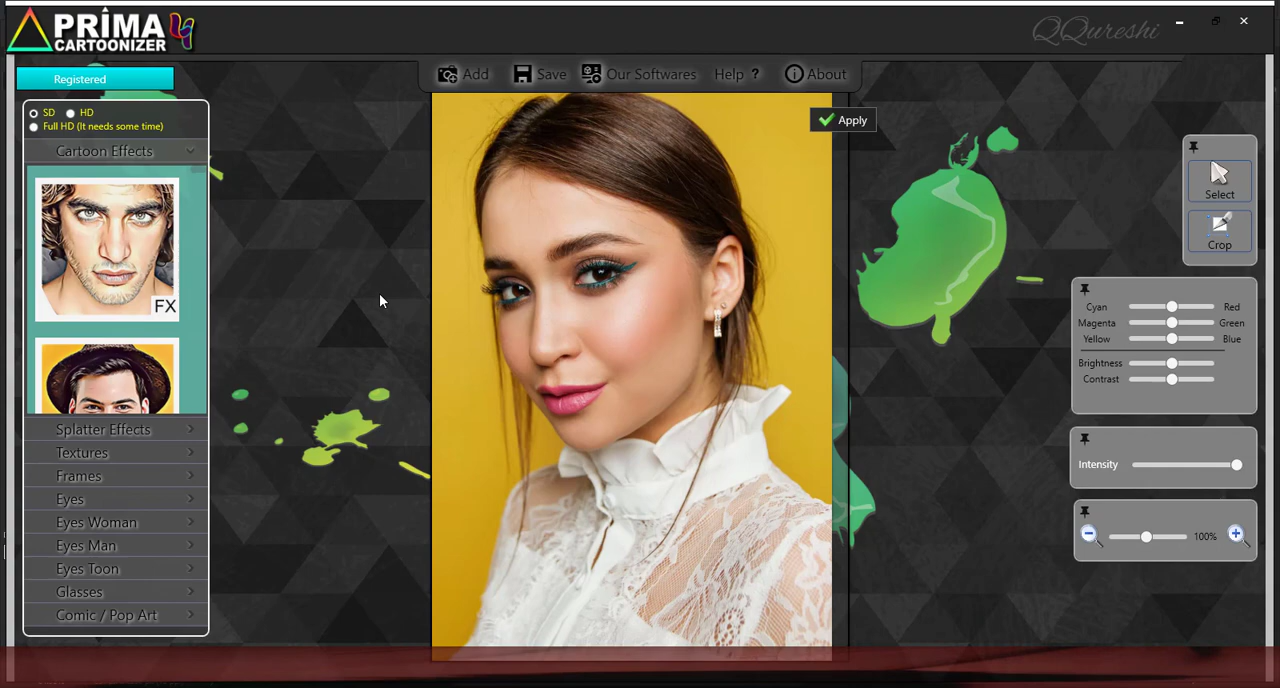 PRIMA
CARTOONIZER
QQureshi
Registered
Add Save Our Softwares Help ? About
SD HD
Full HD (It needs some time)
Cartoon Effects
FX
Splatter Effects
Textures
Frames
Eyes
Eyes Woman
Eyes Man
Eyes Toon
Glasses
Comic / Pop Art
Apply
Select
Crop
Cyan Red
Magenta Green
Yellow Blue
Brightness
Contrast
Intensity
100%